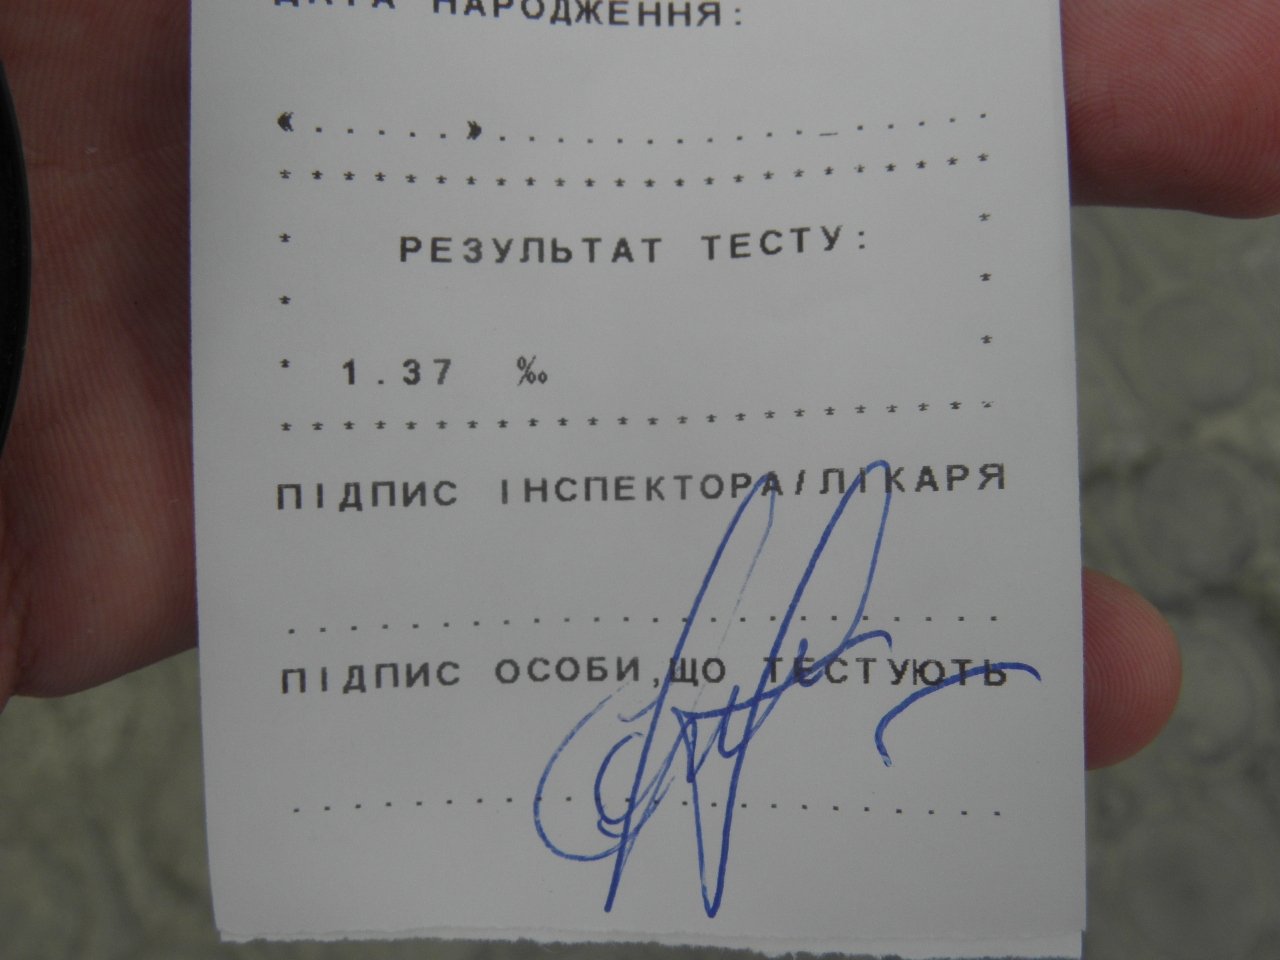 ДАТА НАРОДЖЕННЯ:
«.....»..........._.....
************************
* РЕЗУЛЬТАТ ТЕСТУ: *
* *
* 1.37 ‰ *
************************
ПІДПИС ІНСПЕКТОРА/ЛІКАРЯ
........................
ПІДПИС ОСОБИ,ЩО ТЕСТУЮТЬ
........................